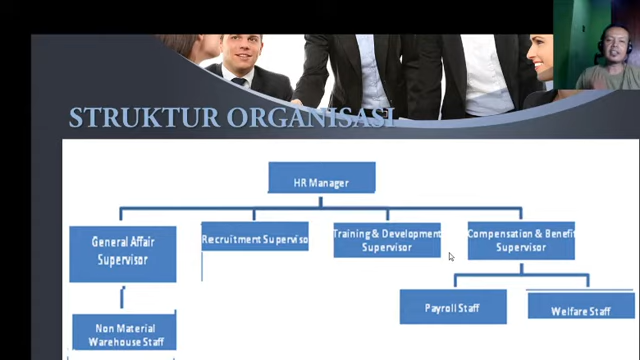 STRUKTUR ORGANISASI
HR Manager
General Affair
Supervisor
Recruitment Superviso
Training & Development
Supervisor
Compensation & Benefit
Supervisor
Payroll Staff
Welfare Staff
Non Material
Warehouse Staff